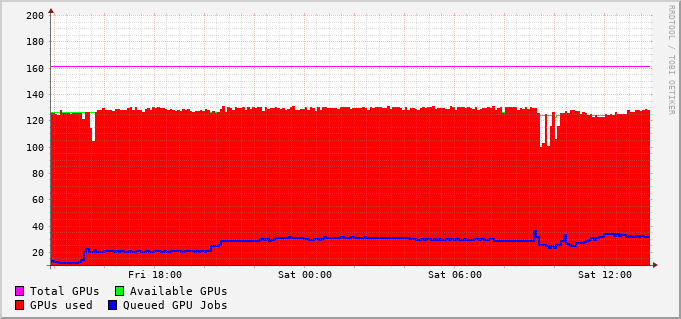 200
180
160
140
120
100
80
60
40
20
Fri 18:00 Sat 00:00 Sat 06:00 Sat 12:00
Total GPUs Available GPUs
GPUs used Queued GPU Jobs
RRDTOOL / TOBI OETIKER